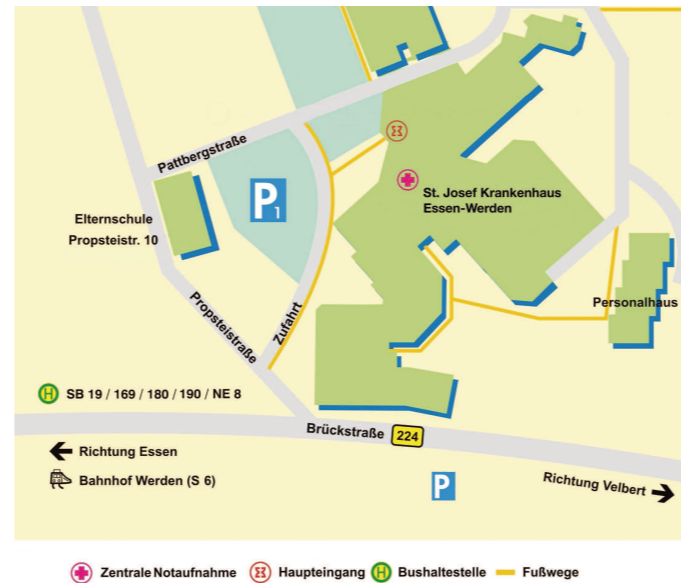 Pattbergstraße
P1
Elternschule
Propsteistr. 10
St. Josef Krankenhaus
Essen-Werden
Personalhaus
Propsteistraße
Zufahrt
H SB 19 / 169 / 180 / 190 / NE 8
Brückstraße 224
Richtung Essen
Bahnhof Werden (S 6)
P
Richtung Velbert
Zentrale Notaufnahme Haupteingang H Bushaltestelle Fußwege